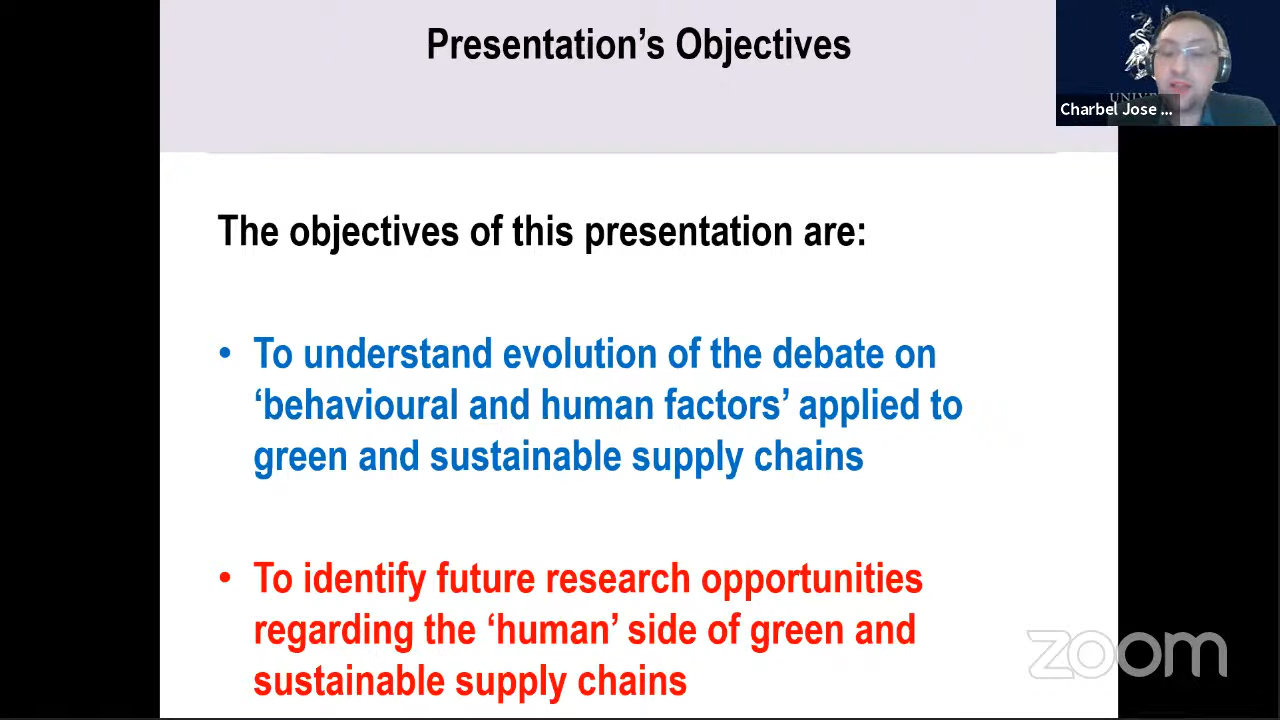 Presentation’s Objectives
Charbel Jose ...
The objectives of this presentation are:
• To understand evolution of the debate on
‘behavioural and human factors’ applied to
green and sustainable supply chains
• To identify future research opportunities
regarding the ‘human’ side of green and
sustainable supply chains
zoom